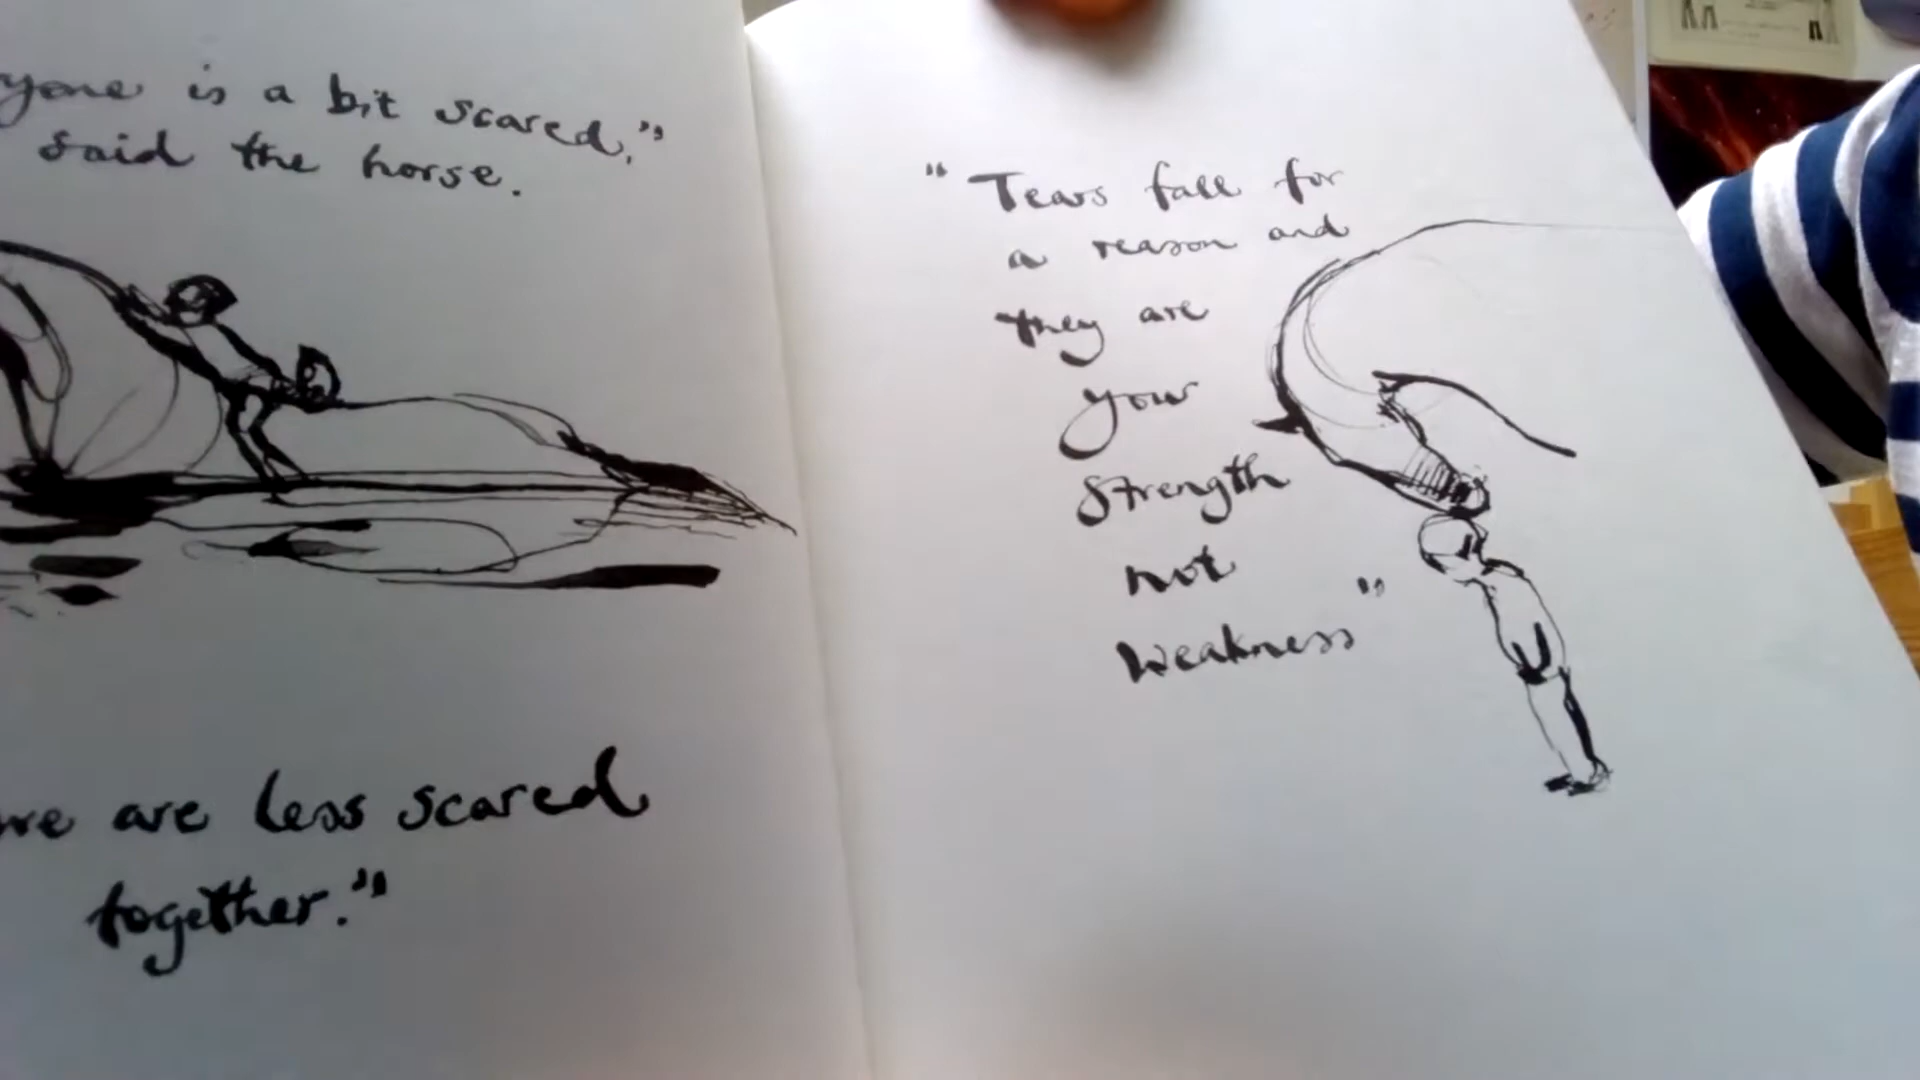 yone is a bit scared,”
said the horse.
we are less scared
together.”
“Tears fall for
a reason and
they are
your
strength
not
weakness”